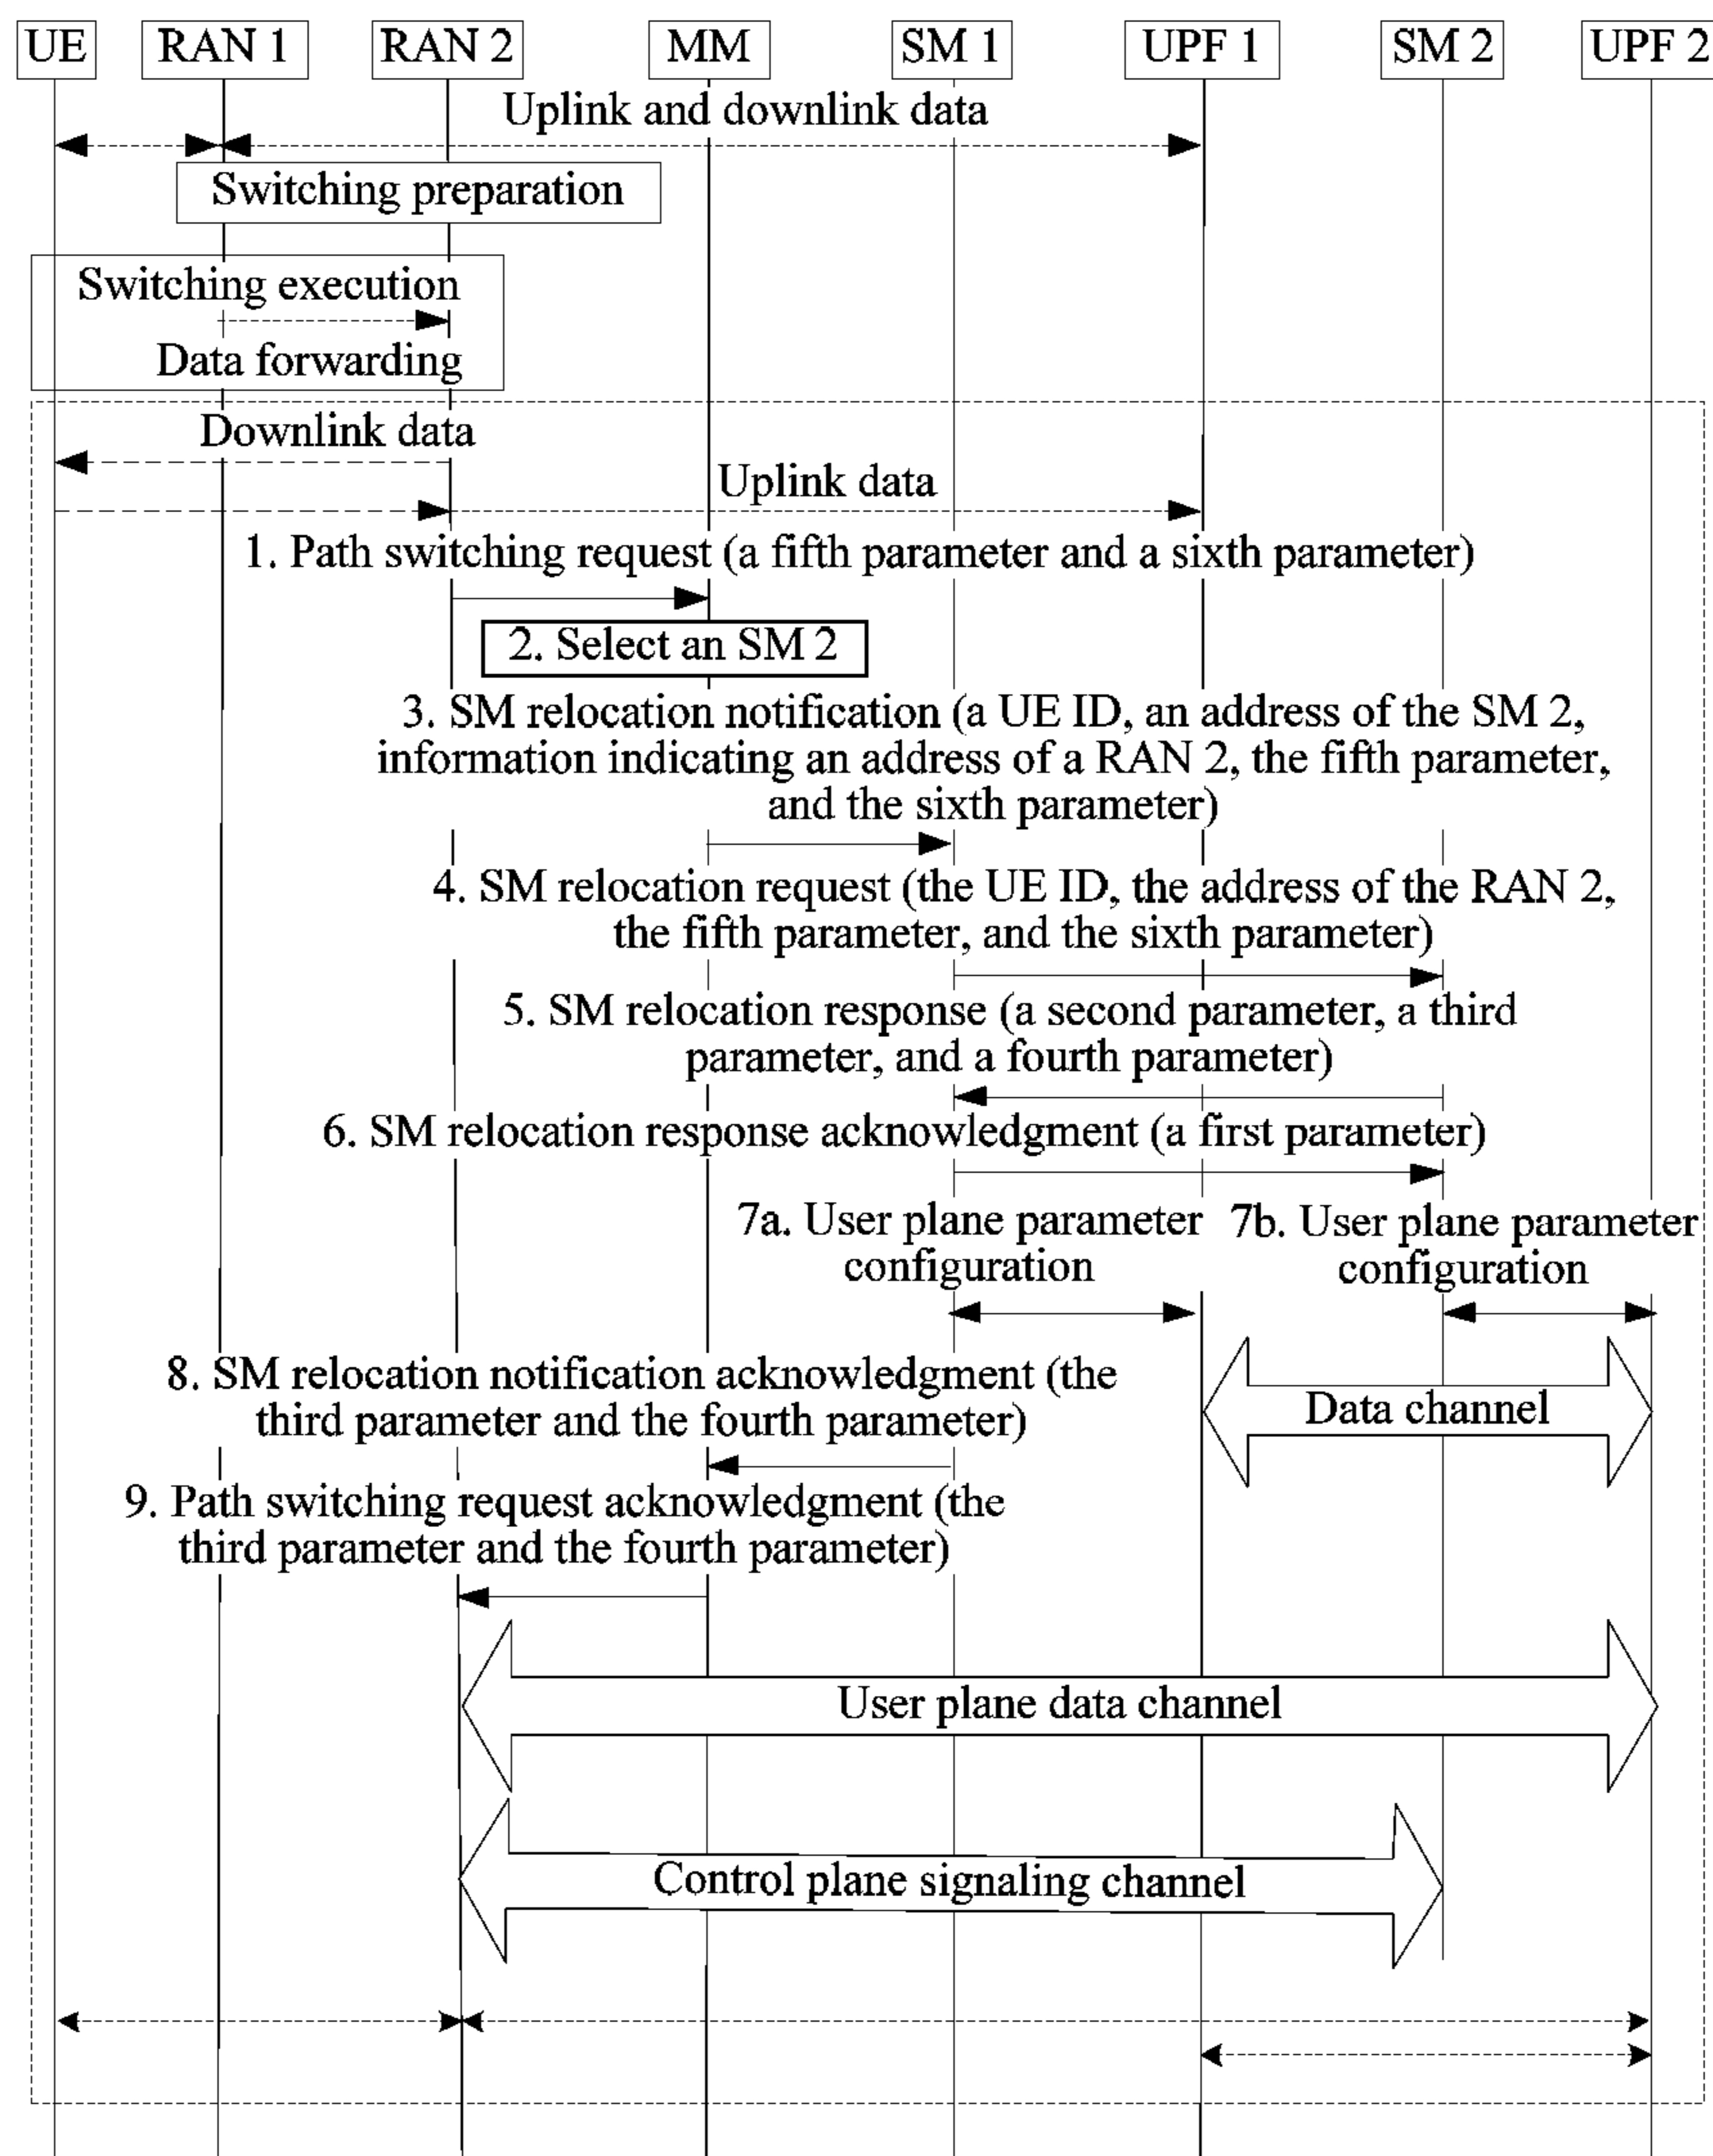 UE RAN 1 RAN 2 MM SM 1 UPF 1 SM 2 UPF 2
Uplink and downlink data
Switching preparation
Switching execution
Data forwarding
Downlink data
Uplink data
1. Path switching request (a fifth parameter and a sixth parameter)
2. Select an SM 2
3. SM relocation notification (a UE ID, an address of the SM 2,
information indicating an address of a RAN 2, the fifth parameter,
and the sixth parameter)
4. SM relocation request (the UE ID, the address of the RAN 2,
the fifth parameter, and the sixth parameter)
5. SM relocation response (a second parameter, a third
parameter, and a fourth parameter)
6. SM relocation response acknowledgment (a first parameter)
7a. User plane parameter
configuration
7b. User plane parameter
configuration
8. SM relocation notification acknowledgment (the
third parameter and the fourth parameter)
Data channel
9. Path switching request acknowledgment (the
third parameter and the fourth parameter)
User plane data channel
Control plane signaling channel